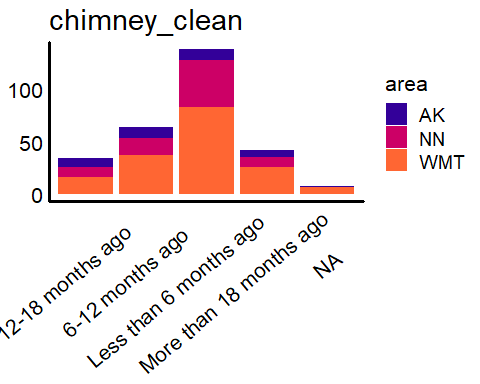 chimney_clean
100
50
0
12-18 months ago
6-12 months ago
Less than 6 months ago
More than 18 months ago
NA
area
AK
NN
WMT